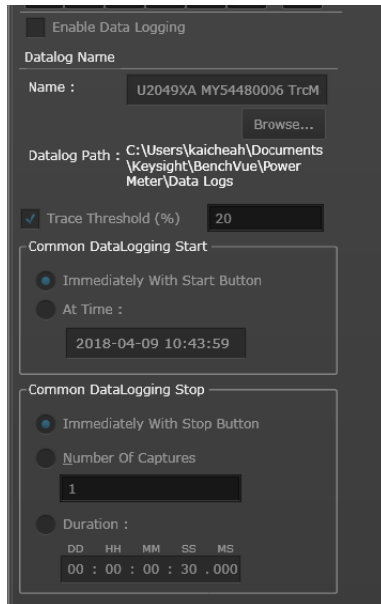 Enable Data Logging
Datalog Name
Name :
U2049XA MY54480006 TrcM
Browse...
Datalog Path : C:\Users\kaicheah\Documents
\Keysight\BenchVue\Power
Meter\Data Logs
Trace Threshold (%) 20
Common DataLogging Start
Immediately With Start Button
At Time :
2018-04-09 10:43:59
Common DataLogging Stop
Immediately With Stop Button
Number Of Captures
1
Duration :
DD HH MM SS MS
00 : 00 : 00 : 30 .000